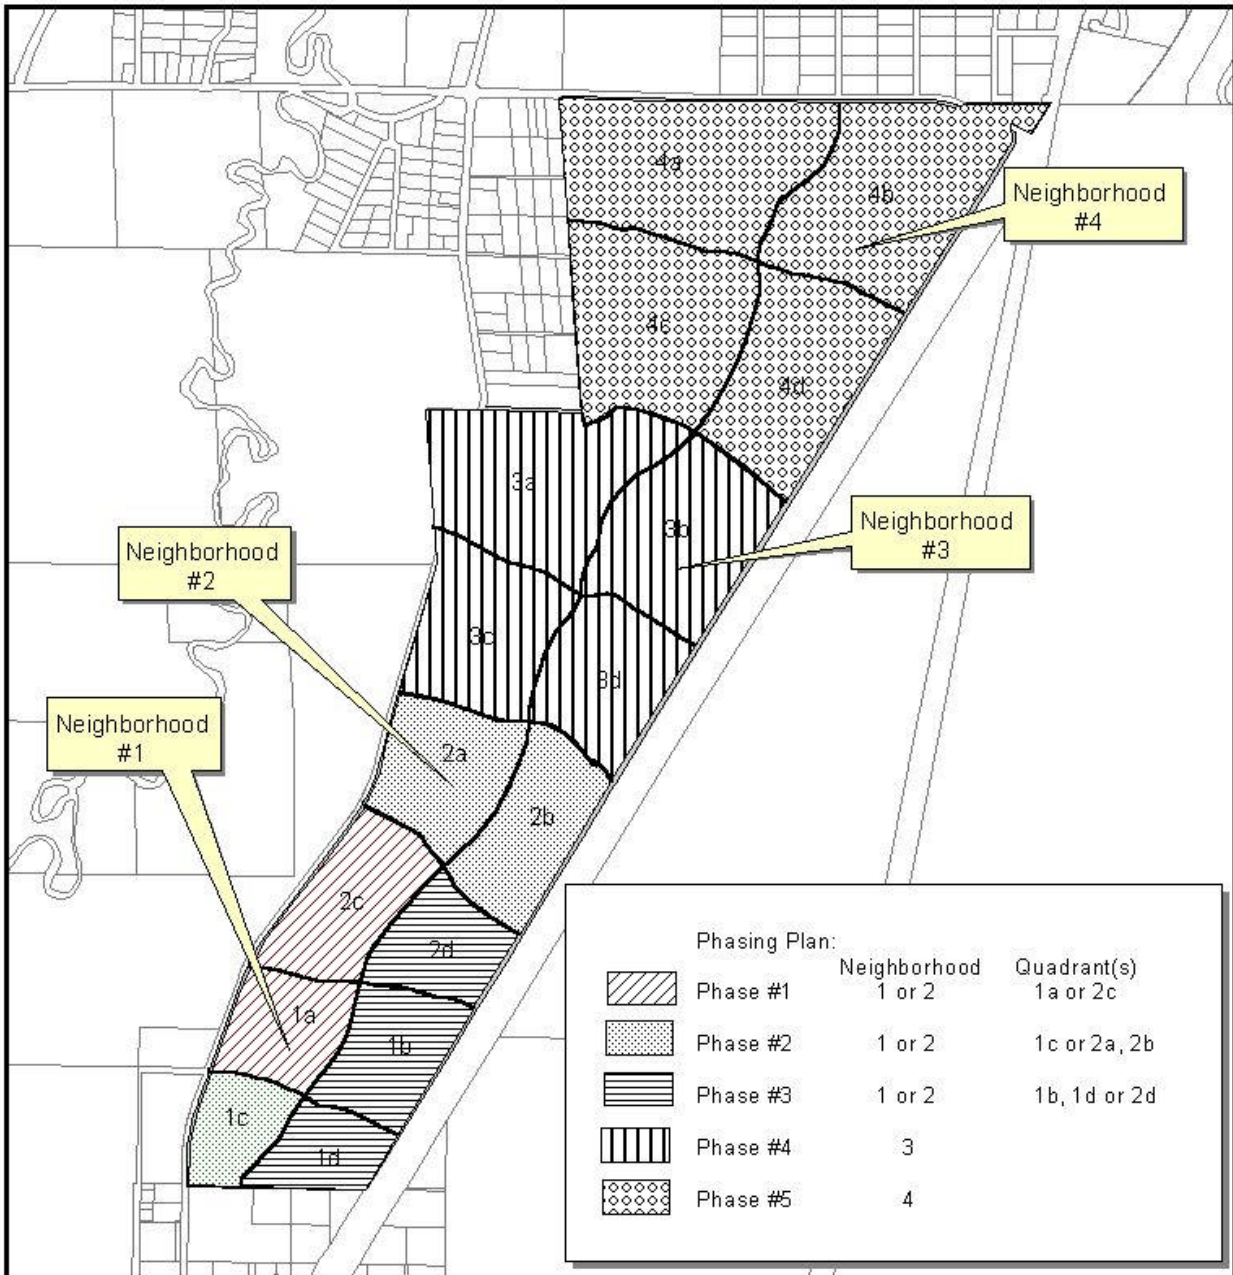 4a
4b
Neighborhood
#4
4c
4d
3a
3b
Neighborhood
#3
Neighborhood
#2
3c
3d
Neighborhood
#1
2a
2b
2c
2d
1a
1b
1c
1d
Phasing Plan:
Neighborhood Quadrant(s)
Phase #1 1 or 2 1a or 2c
Phase #2 1 or 2 1c or 2a, 2b
Phase #3 1 or 2 1b, 1d or 2d
Phase #4 3
Phase #5 4